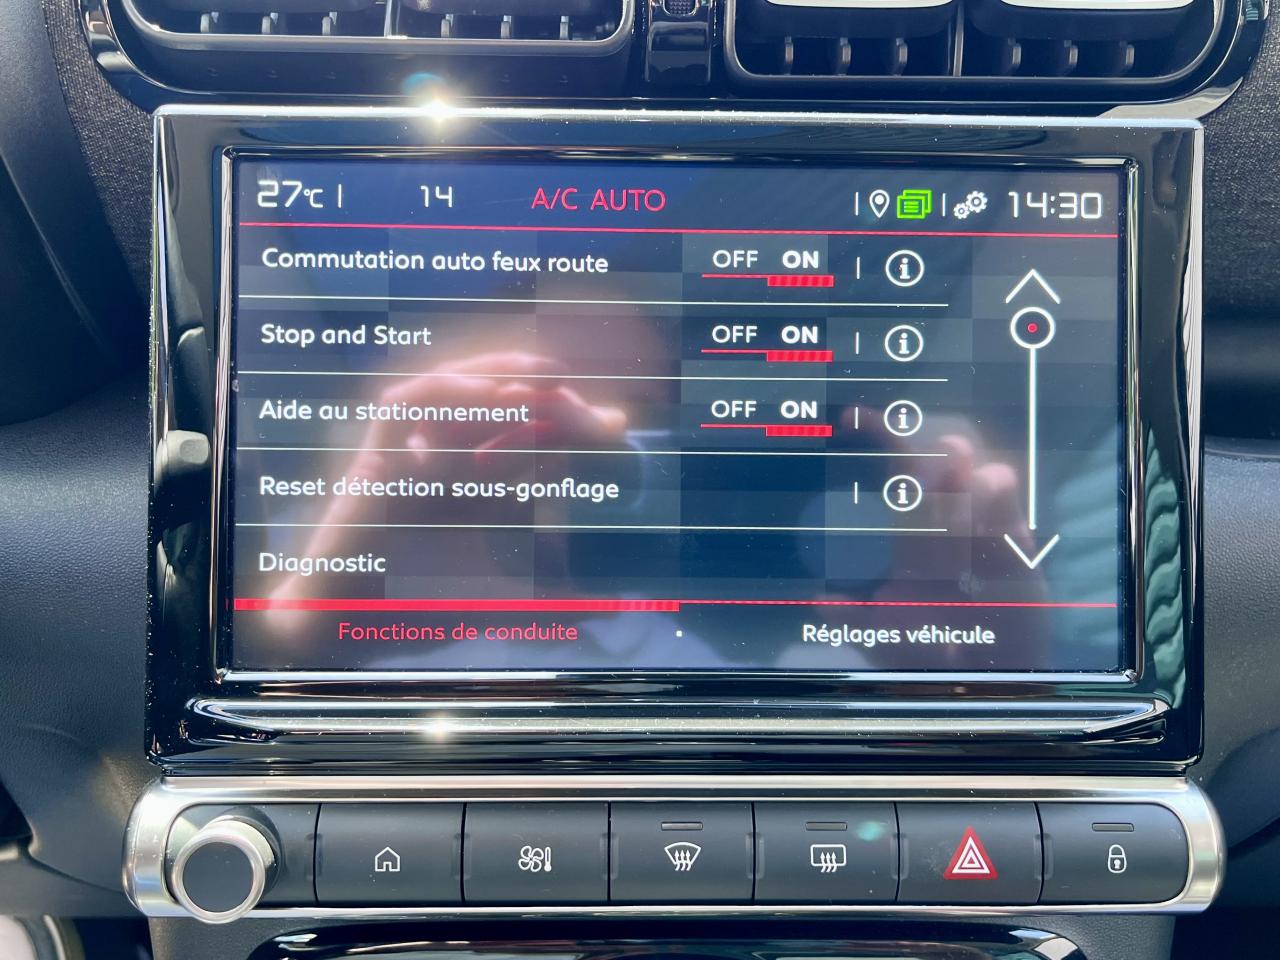 27°C | 14 A/C AUTO 14:30
Commutation auto feux route OFF ON
Stop and Start OFF ON
Aide au stationnement OFF ON
Reset détection sous-gonflage
Diagnostic
Fonctions de conduite Réglages véhicule